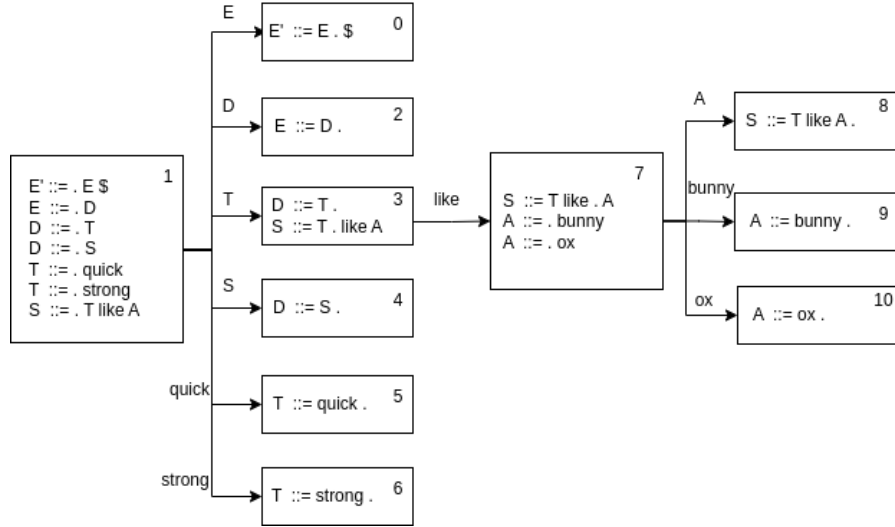 E
E' ::= E . $
0
D
E ::= D .
2
T
D ::= T .
S ::= T . like A
3
S
D ::= S .
4
quick
T ::= quick .
5
strong
T ::= strong .
6
1
E' ::= . E $
E ::= . D
D ::= . T
D ::= . S
T ::= . quick
T ::= . strong
S ::= . T like A
like
7
S ::= T like . A
A ::= . bunny
A ::= . ox
A
S ::= T like A .
8
bunny
A ::= bunny .
9
ox
A ::= ox .
10